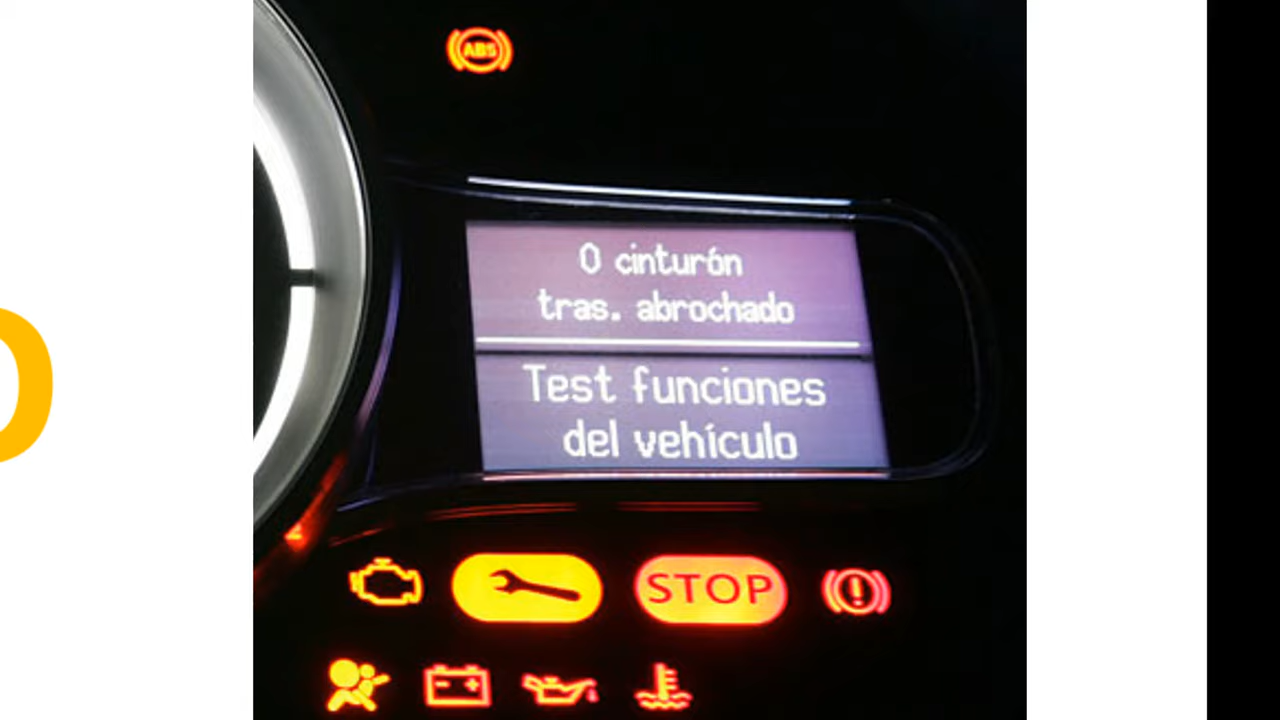 ABS
0 cinturón
tras. abrochado
Test funciones
del vehículo
STOP